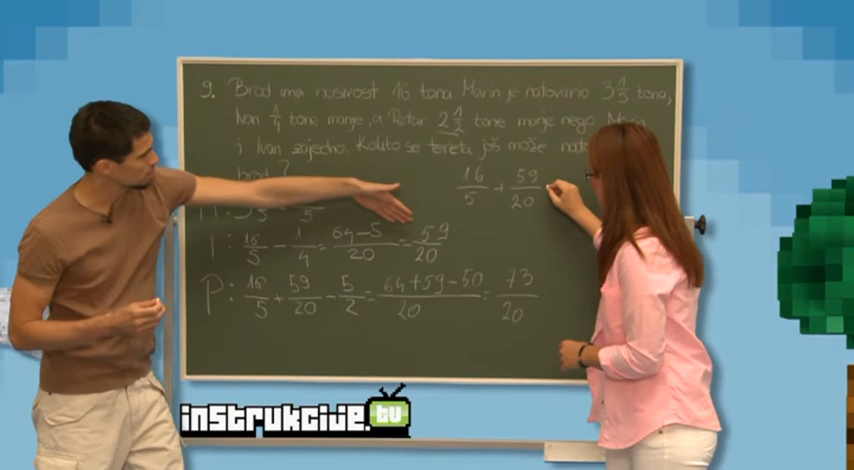 9. Brod ima nosivost 16 tona. Marin je natovario 3 1/5 tona,
Ivan 1/4 tone manje, a Petar 2 1/2 tone manje nego Marin
i Ivan zajedno. Koliko se tereta još može
brod?
16/5 + 59/20
I: 16/5 - 1/4 = 64-5/20 = 59/20
P: 16/5 + 59/20 - 5/2 = 64+59-50/20 = 73/20
instrukcije.tv